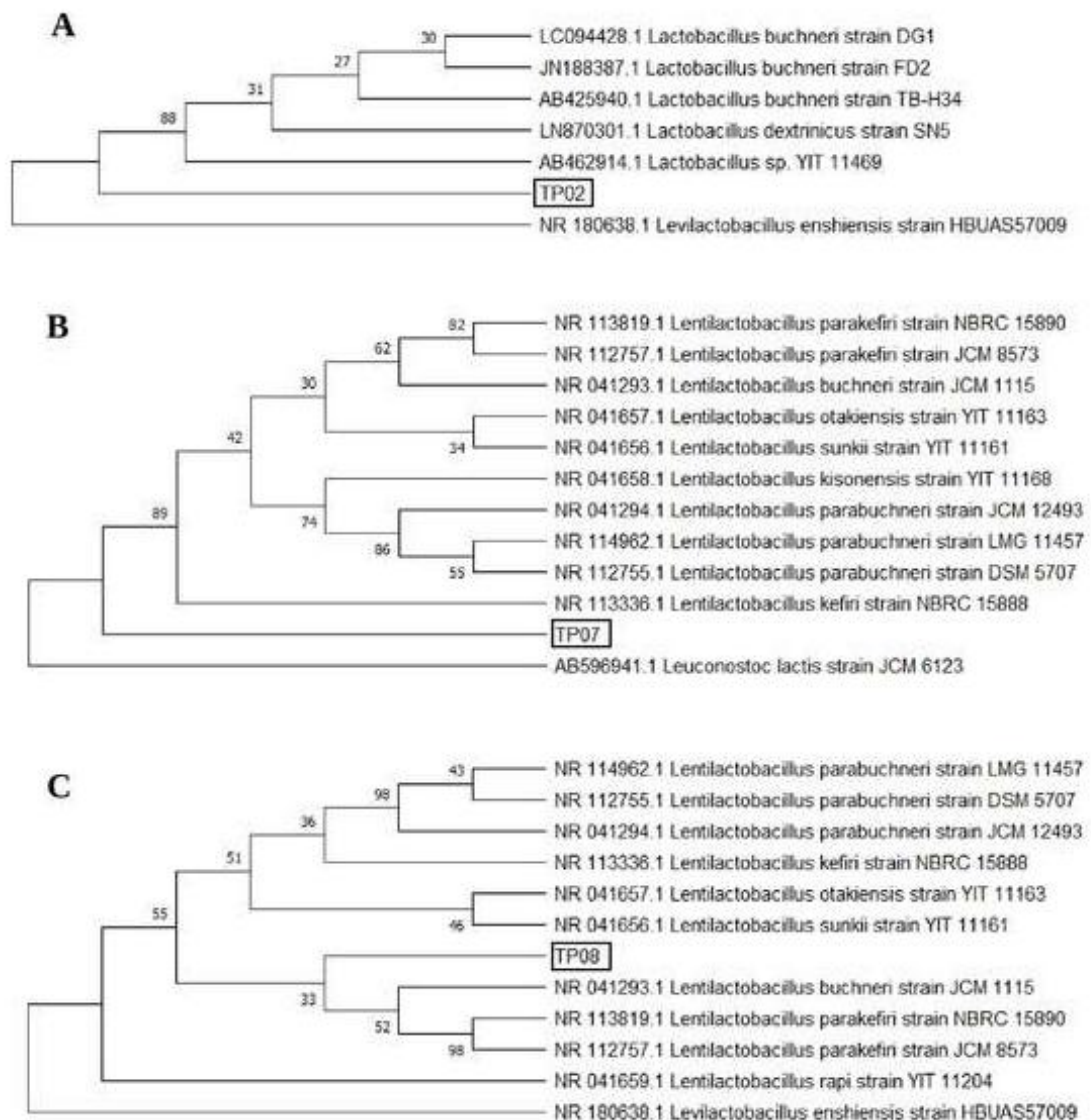 A
30
LC094428.1 Lactobacillus buchneri strain DG1
27
JN188387.1 Lactobacillus buchneri strain FD2
31
AB425940.1 Lactobacillus buchneri strain TB-H34
88
LN870301.1 Lactobacillus dextrinicus strain SN5
AB462914.1 Lactobacillus sp. YIT 11469
TP02
NR 180638.1 Levilactobacillus enshiensis strain HBUAS57009
B
82
NR 113819.1 Lentilactobacillus parakefiri strain NBRC 15890
62
NR 112757.1 Lentilactobacillus parakefiri strain JCM 8573
30
NR 041293.1 Lentilactobacillus buchneri strain JCM 1115
NR 041657.1 Lentilactobacillus otakiensis strain YIT 11163
42
34
NR 041656.1 Lentilactobacillus sunkii strain YIT 11161
NR 041658.1 Lentilactobacillus kisonensis strain YIT 11168
89
74
NR 041294.1 Lentilactobacillus parabuchneri strain JCM 12493
86
NR 114962.1 Lentilactobacillus parabuchneri strain LMG 11457
55
NR 112755.1 Lentilactobacillus parabuchneri strain DSM 5707
NR 113336.1 Lentilactobacillus kefiri strain NBRC 15888
TP07
AB596941.1 Leuconostoc lactis strain JCM 6123
C
43
NR 114962.1 Lentilactobacillus parabuchneri strain LMG 11457
98
NR 112755.1 Lentilactobacillus parabuchneri strain DSM 5707
36
NR 041294.1 Lentilactobacillus parabuchneri strain JCM 12493
51
NR 113336.1 Lentilactobacillus kefiri strain NBRC 15888
NR 041657.1 Lentilactobacillus otakiensis strain YIT 11163
55
46
NR 041656.1 Lentilactobacillus sunkii strain YIT 11161
TP08
33
NR 041293.1 Lentilactobacillus buchneri strain JCM 1115
52
NR 113819.1 Lentilactobacillus parakefiri strain NBRC 15890
98
NR 112757.1 Lentilactobacillus parakefiri strain JCM 8573
NR 041659.1 Lentilactobacillus rapi strain YIT 11204
NR 180638.1 Levilactobacillus enshiensis strain HBUAS57009